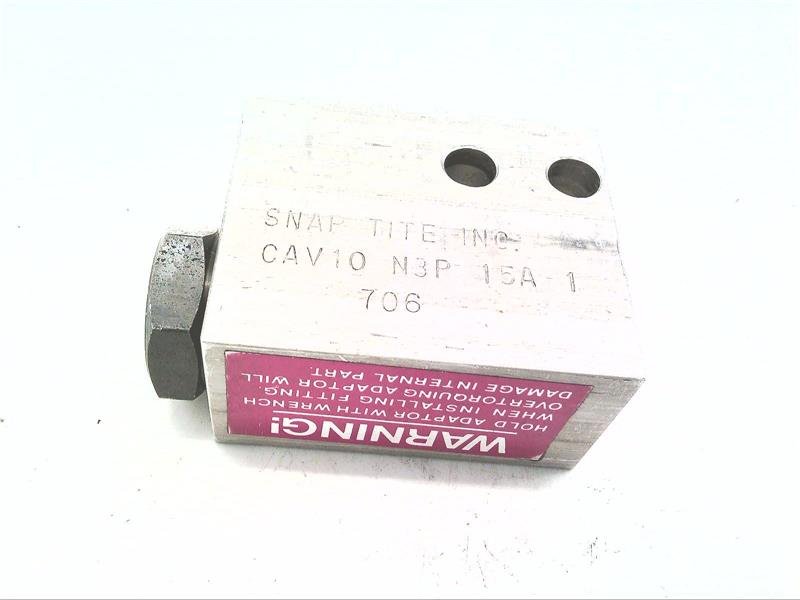 SNAP TITE INC.
CAV10 N3P 15A 1
706
WARNING!
HOLD ADAPTOR WITH WRENCH
WHEN INSTALLING FITTING.
OVERTORQUING ADAPTOR WILL
DAMAGE INTERNAL PART.